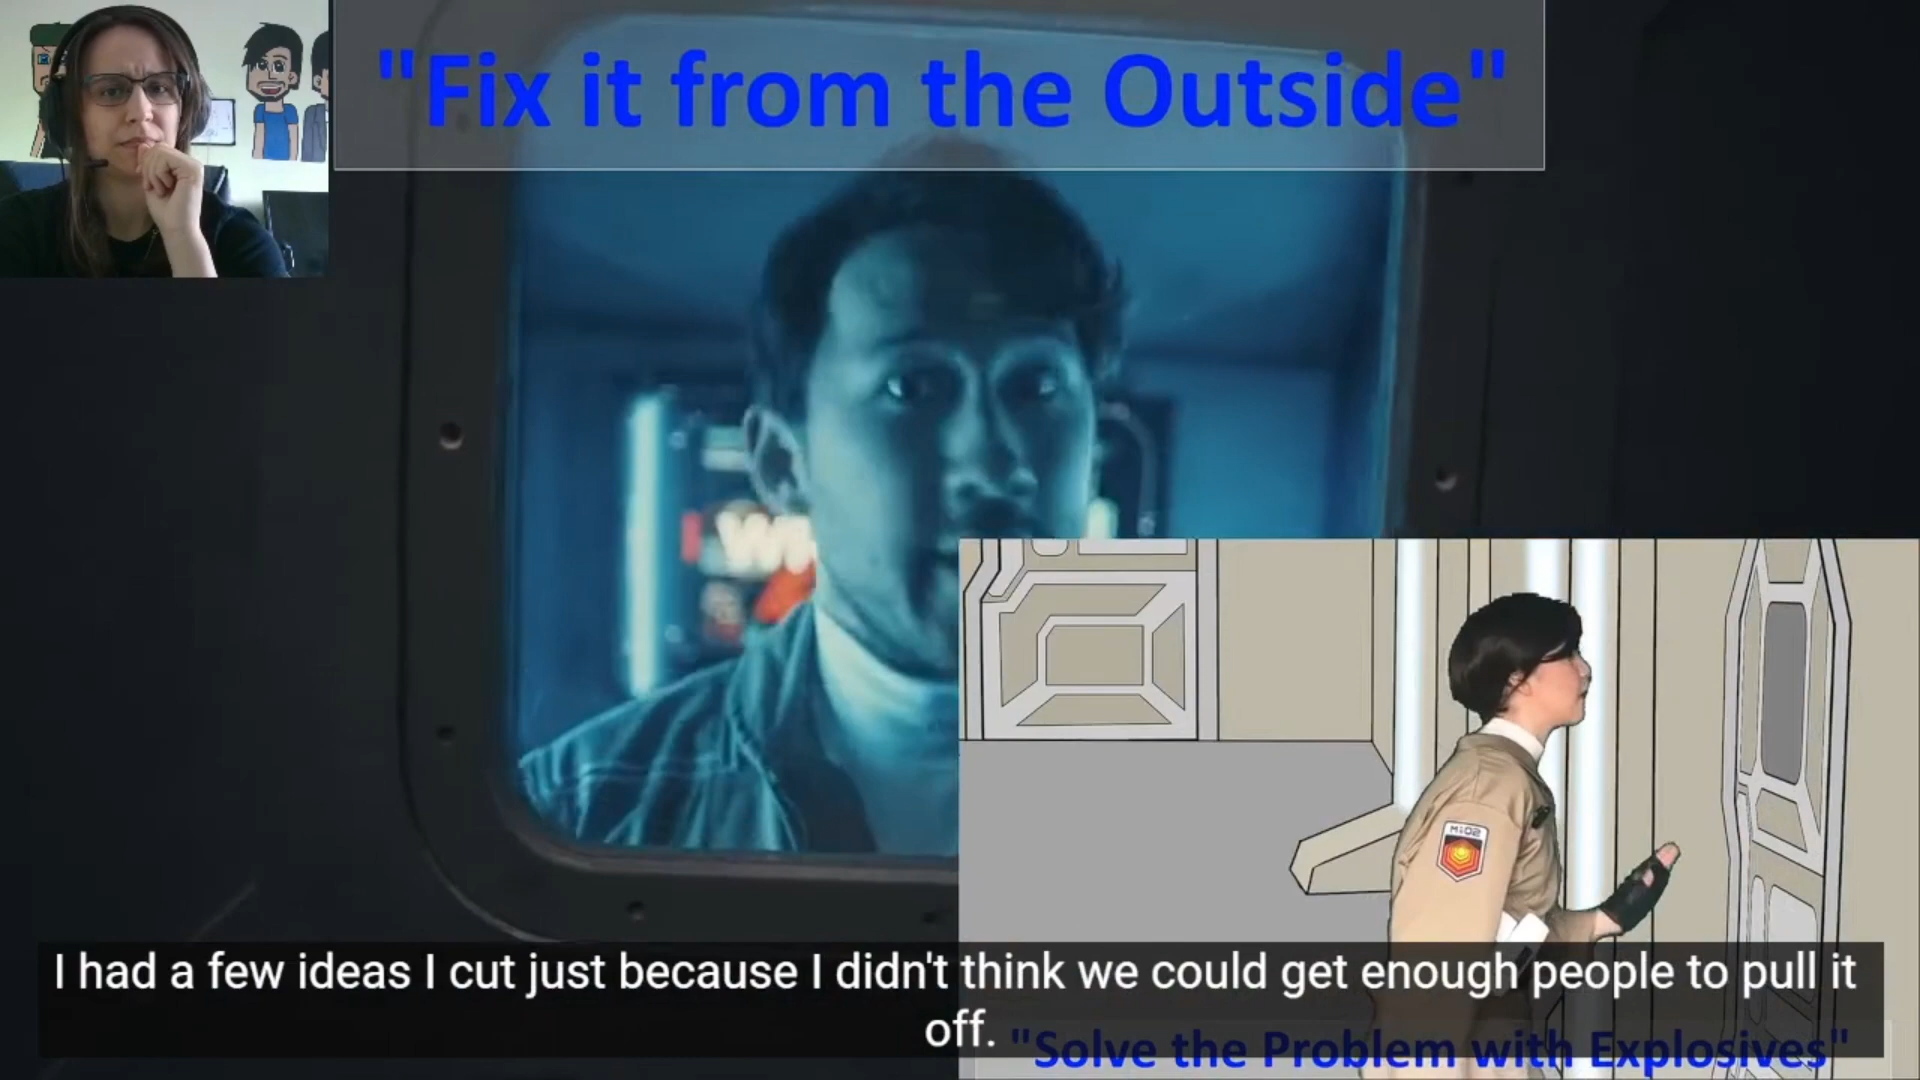 "Fix it from the Outside"
W
MiO2
I had a few ideas I cut just because I didn't think we could get enough people to pull it
off.
"Solve the Problem with Explosives"